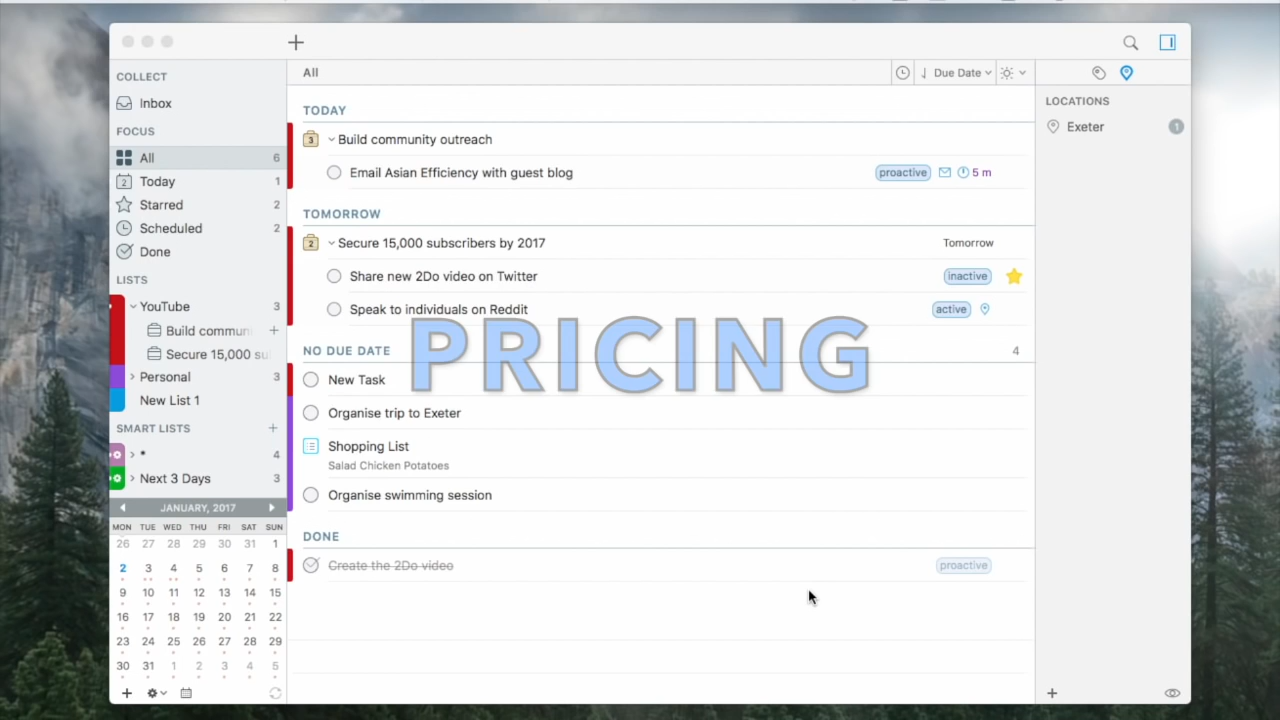 COLLECT
Inbox
FOCUS
All 6
2 Today 1
Starred 2
Scheduled 2
Done
LISTS
YouTube 3
Build commun
Secure 15,000 su
Personal 3
New List 1
SMART LISTS
* 4
Next 3 Days 3
JANUARY, 2017
MON TUE WED THU FRI SAT SUN
26 27 28 29 30 31 1
2 3 4 5 6 7 8
9 10 11 12 13 14 15
16 17 18 19 20 21 22
23 24 25 26 27 28 29
30 31 1 2 3 4 5
All Due Date
TODAY
3 Build community outreach
Email Asian Efficiency with guest blog proactive 5 m
TOMORROW
2 Secure 15,000 subscribers by 2017 Tomorrow
Share new 2Do video on Twitter inactive
Speak to individuals on Reddit active
PRICING
NO DUE DATE 4
New Task
Organise trip to Exeter
Shopping List
Salad Chicken Potatoes
Organise swimming session
DONE
Create the 2Do video proactive
LOCATIONS
Exeter 1